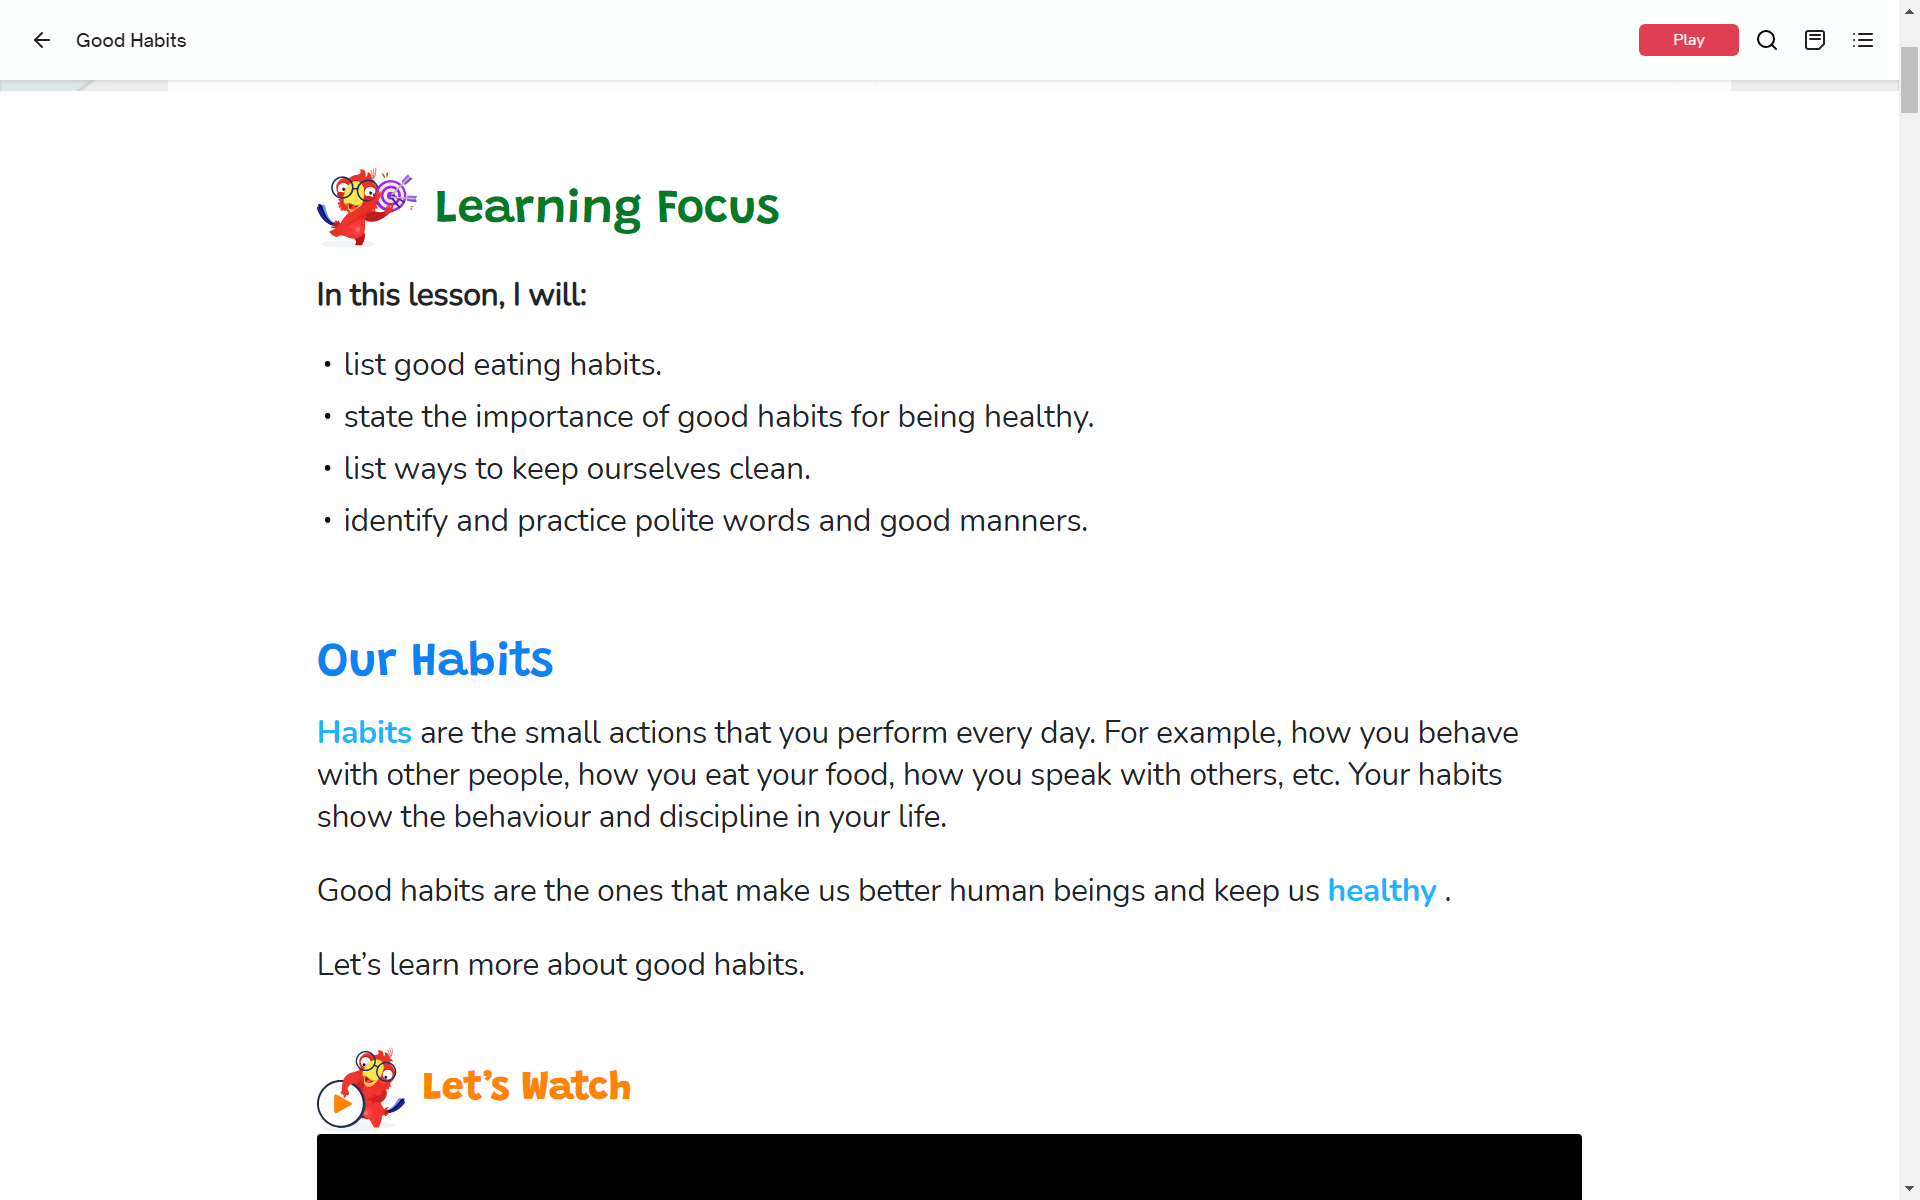 Good Habits
Play
Learning Focus
In this lesson, I will:
• list good eating habits.
• state the importance of good habits for being healthy.
• list ways to keep ourselves clean.
• identify and practice polite words and good manners.
Our Habits
Habits are the small actions that you perform every day. For example, how you behave
with other people, how you eat your food, how you speak with others, etc. Your habits
show the behaviour and discipline in your life.
Good habits are the ones that make us better human beings and keep us healthy .
Let’s learn more about good habits.
Let’s Watch